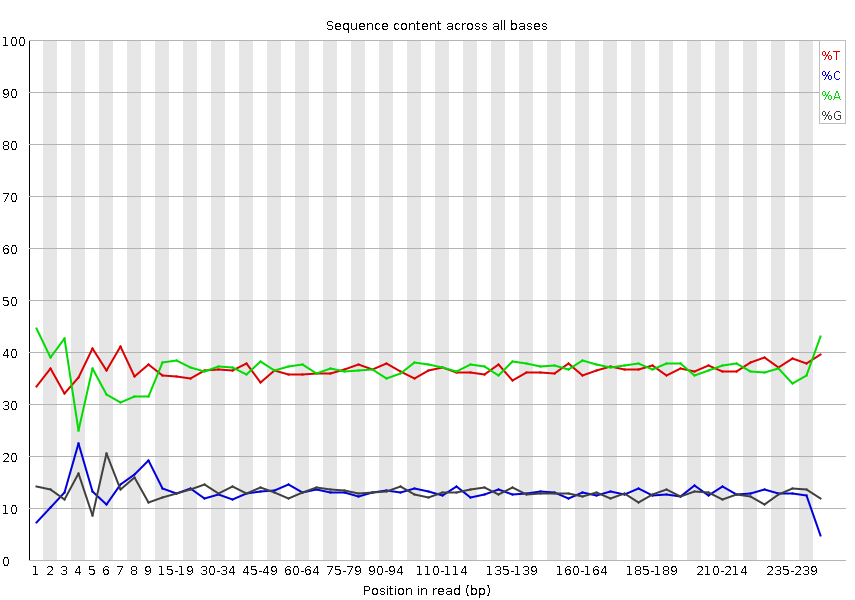 Sequence content across all bases
100
90
80
70
60
50
40
30
20
10
0
%T
%C
%A
%G
1 2 3 4 5 6 7 8 9 15-19 30-34 45-49 60-64 75-79 90-94 110-114 135-139 160-164 185-189 210-214 235-239
Position in read (bp)